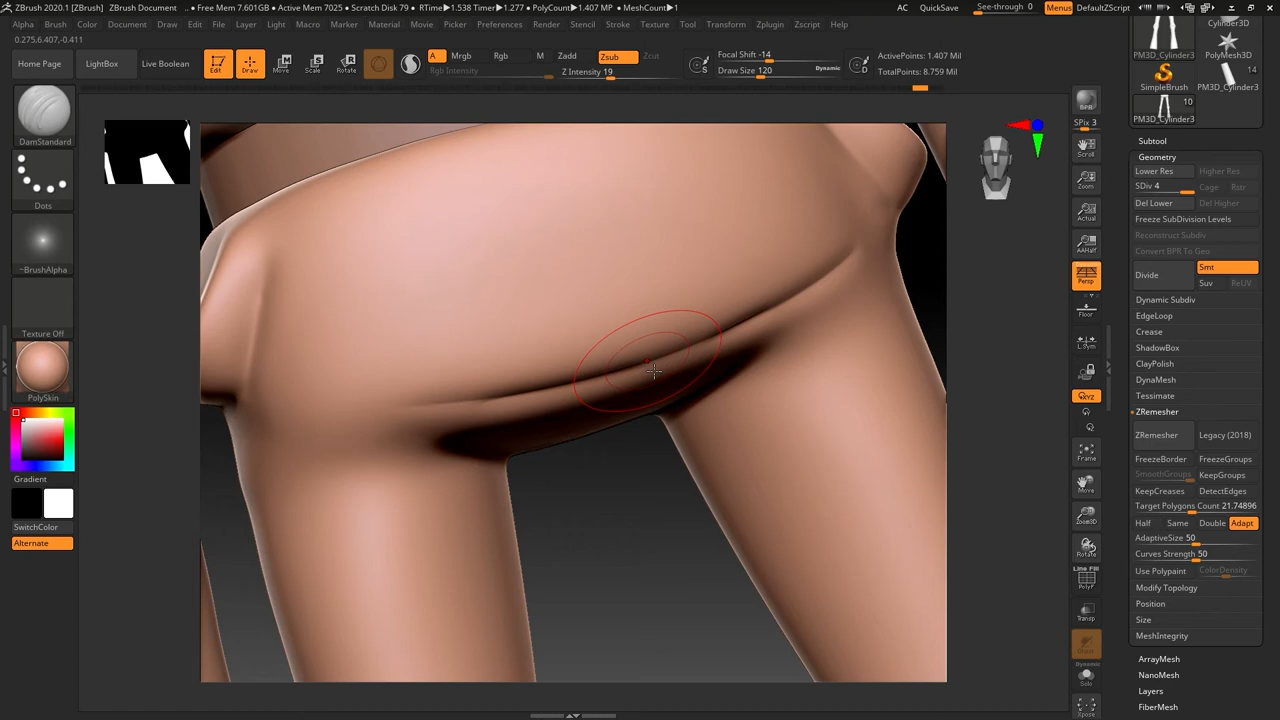 ZBrush 2020.1 [ZBrush] ZBrush Document • Free Mem 7.601GB • Active Mem 7025 • Scratch Disk 79 • RTime▶1.538 Timer▶1.277 • PolyCount▶1.407 MP • MeshCount▶1 AC QuickSave See-through 0 Menus DefaultZScript
Alpha Brushes Color Document Draw Edit File Layer Light Macro Marker Material Movie Picture Preferences Render Stencil Stroke Texture Tool Transform Zplugin Zscript Help
0.275,6.407,-0.411
Home Page LightBox Live Boolean Edit Draw Move Scale Rotate A Mrgb Rgb M Zadd Zsub Zcut
Rgb Intensity Z Intensity 19
S Focal Shift -14
Draw Size 120 Dynamic
D ActivePoints: 1.407 Mil
TotalPoints: 8.759 Mil
DamStandard
Dots
~BrushAlpha
Texture Off
PolySkin
Gradient
SwitchColor
Alternate
BPR
SPix 3
Scroll
Zoom
Actual
AAHalf
Persp
Floor
L.Sym
XYZ
Frame
Move
Zoom3D
Rotate
Line Fill
PolyF
Transp
Ghost
Dynamic
Solo
Xpose
Cylinder3D
PM3D_Cylinder3 PolyMesh3D
14
SimpleBrush PM3D_Cylinder3
10
PM3D_Cylinder3
Subtool
Geometry
Lower Res Higher Res
SDiv 4 Cage Rstr
Del Lower Del Higher
Freeze SubDivision Levels
Reconstruct Subdiv
Convert BPR To Geo
Divide Smt
Suv ReUV
Dynamic Subdiv
EdgeLoop
Crease
ShadowBox
ClayPolish
DynaMesh
Tessimate
ZRemesher
ZRemesher Legacy (2018)
FreezeBorder FreezeGroups
SmoothGroups KeepGroups
KeepCreases DetectEdges
Target Polygons Count 21.74896
Half Same Double Adapt
AdaptiveSize 50
Curves Strength 50
Use Polypaint ColorDensity
Modify Topology
Position
Size
MeshIntegrity
ArrayMesh
NanoMesh
Layers
FiberMesh